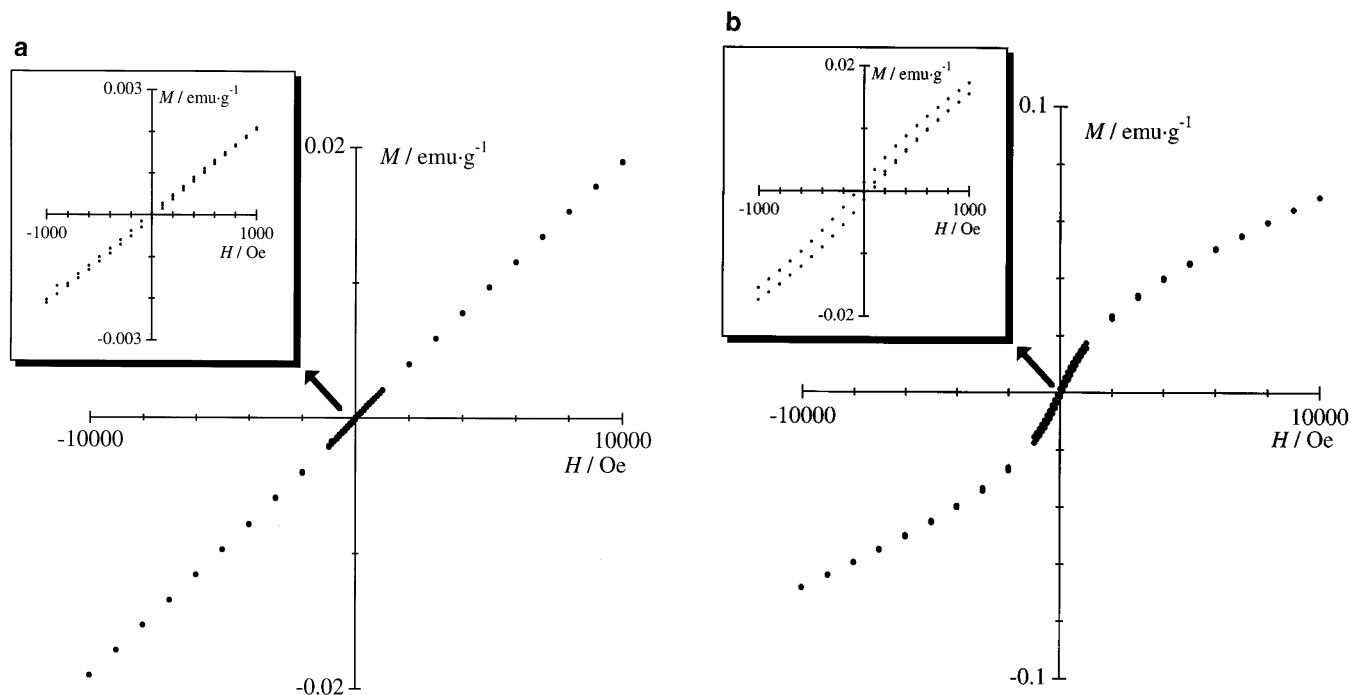 a
0.003
M / emu·g-1
-1000
1000
H / Oe
-0.003
0.02
M / emu·g-1
-10000
10000
H / Oe
-0.02
b
0.02
M / emu·g-1
-1000
1000
H / Oe
-0.02
0.1
M / emu·g-1
-10000
10000
H / Oe
-0.1